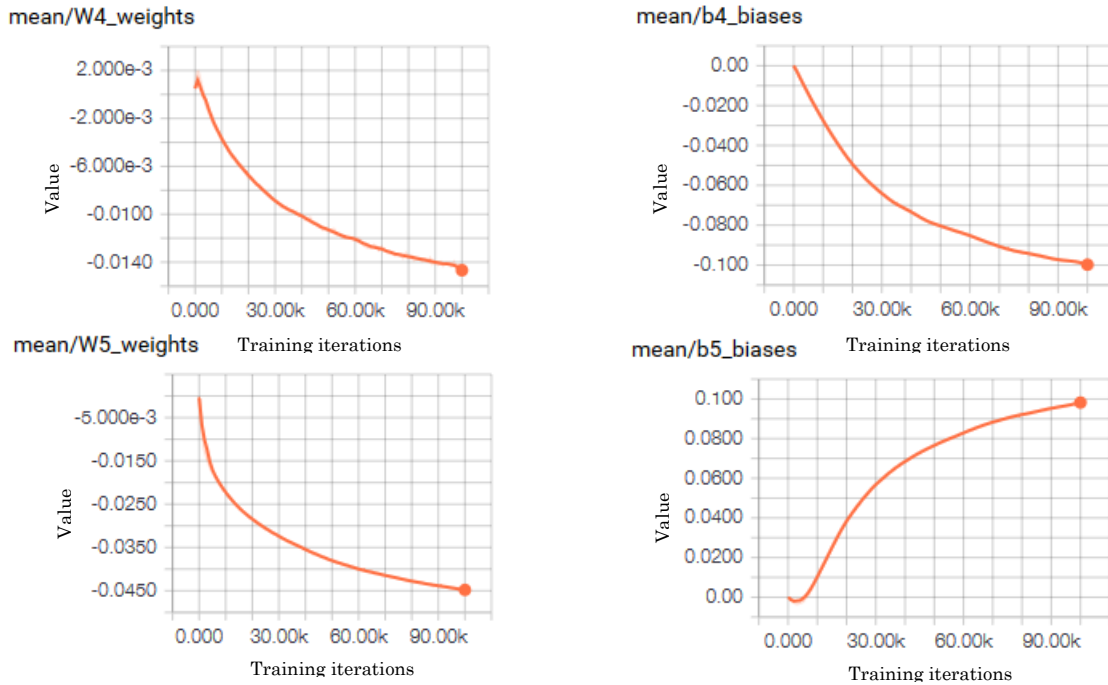 mean/W4_weights
2.000e-3
-2.000e-3
-6.000e-3
-0.0100
-0.0140
Value
0.000 30.00k 60.00k 90.00k
Training iterations
mean/b4_biases
0.00
-0.0200
-0.0400
-0.0600
-0.0800
-0.100
Value
0.000 30.00k 60.00k 90.00k
Training iterations
mean/W5_weights
-5.000e-3
-0.0150
-0.0250
-0.0350
-0.0450
Value
0.000 30.00k 60.00k 90.00k
Training iterations
mean/b5_biases
0.100
0.0800
0.0600
0.0400
0.0200
0.00
Value
0.000 30.00k 60.00k 90.00k
Training iterations